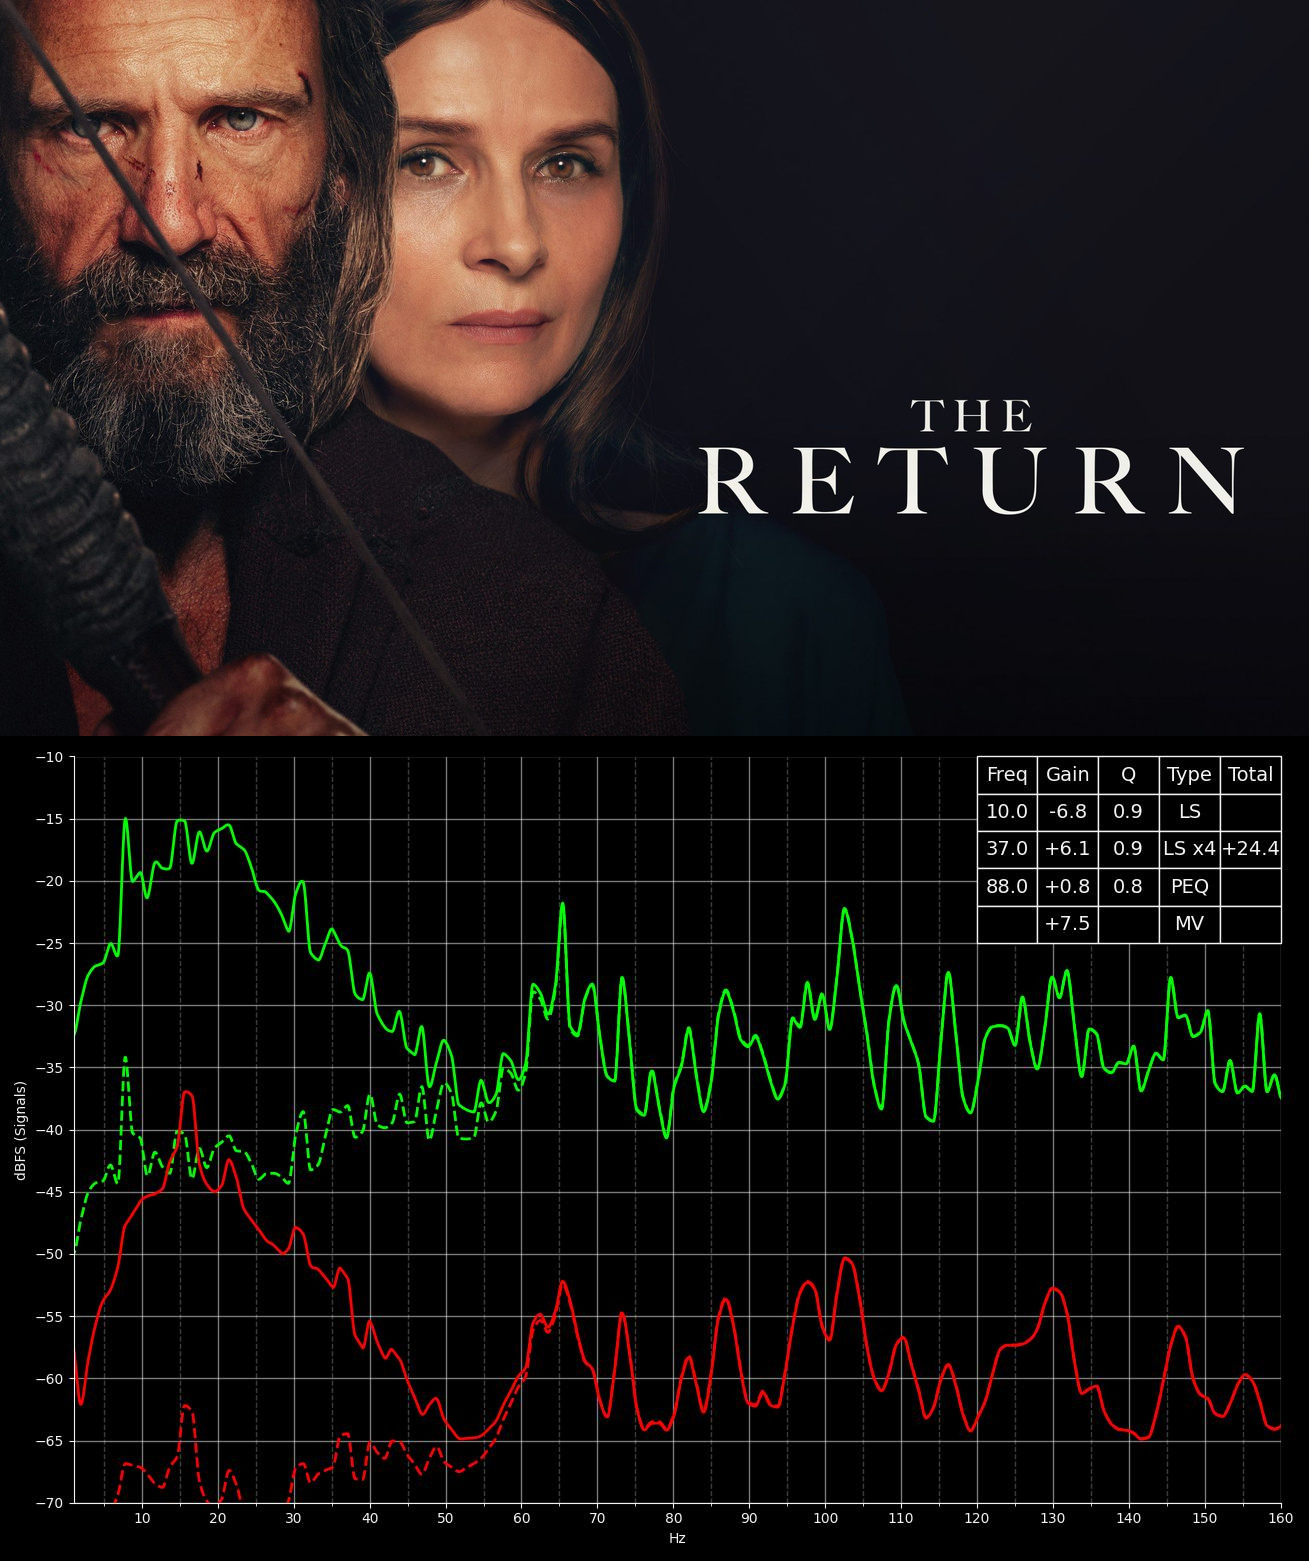 THE
RETURN
Freq Gain Q Type Total
10.0 -6.8 0.9 LS
37.0 +6.1 0.9 LS x4 +24.4
88.0 +0.8 0.8 PEQ
+7.5 MV
−10
−15
−20
−25
−30
−35
−40
−45
−50
−55
−60
−65
−70
dBFS (Signals)
10 20 30 40 50 60 70 80 90 100 110 120 130 140 150 160
Hz